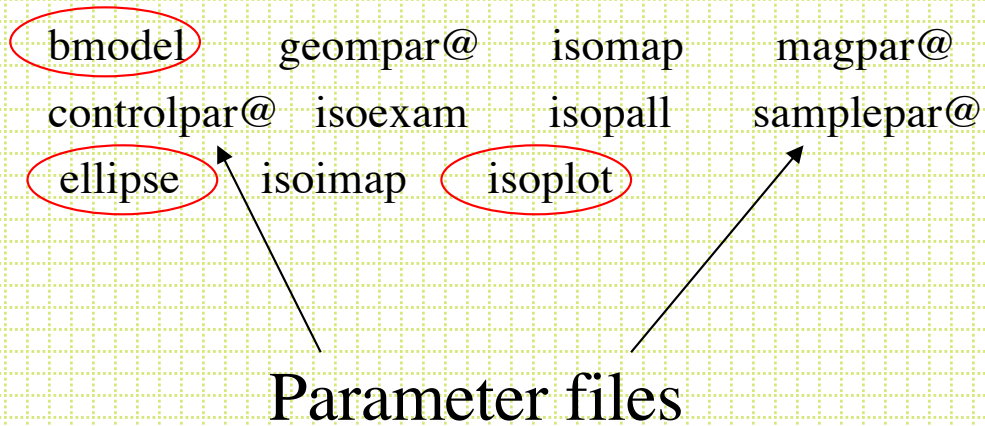 bmodel geompar@ isomap magpar@
controlpar@ isoexam isopall samplepar@
ellipse isoimap isoplot
Parameter files